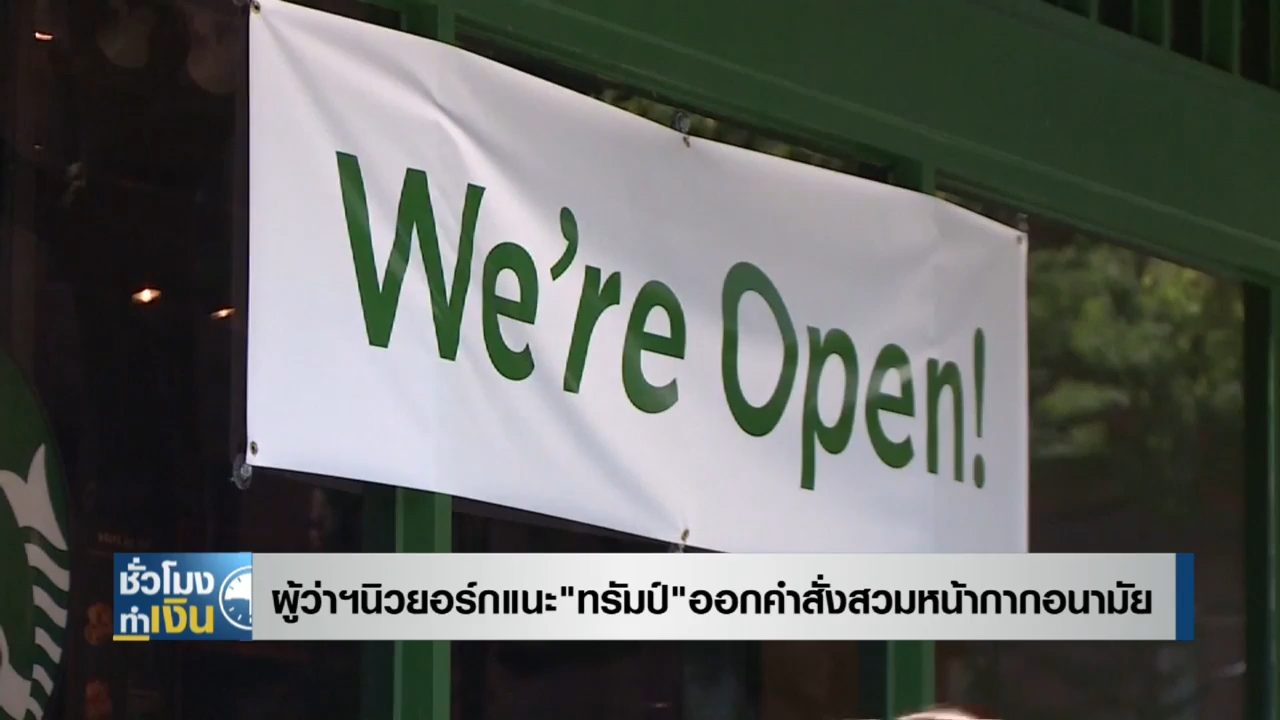 We're Open!
ชั่วโมง
ทำเงิน
ผู้ว่าฯนิวยอร์กแนะ"ทรัมป์"ออกคำสั่งสวมหน้ากากอนามัย